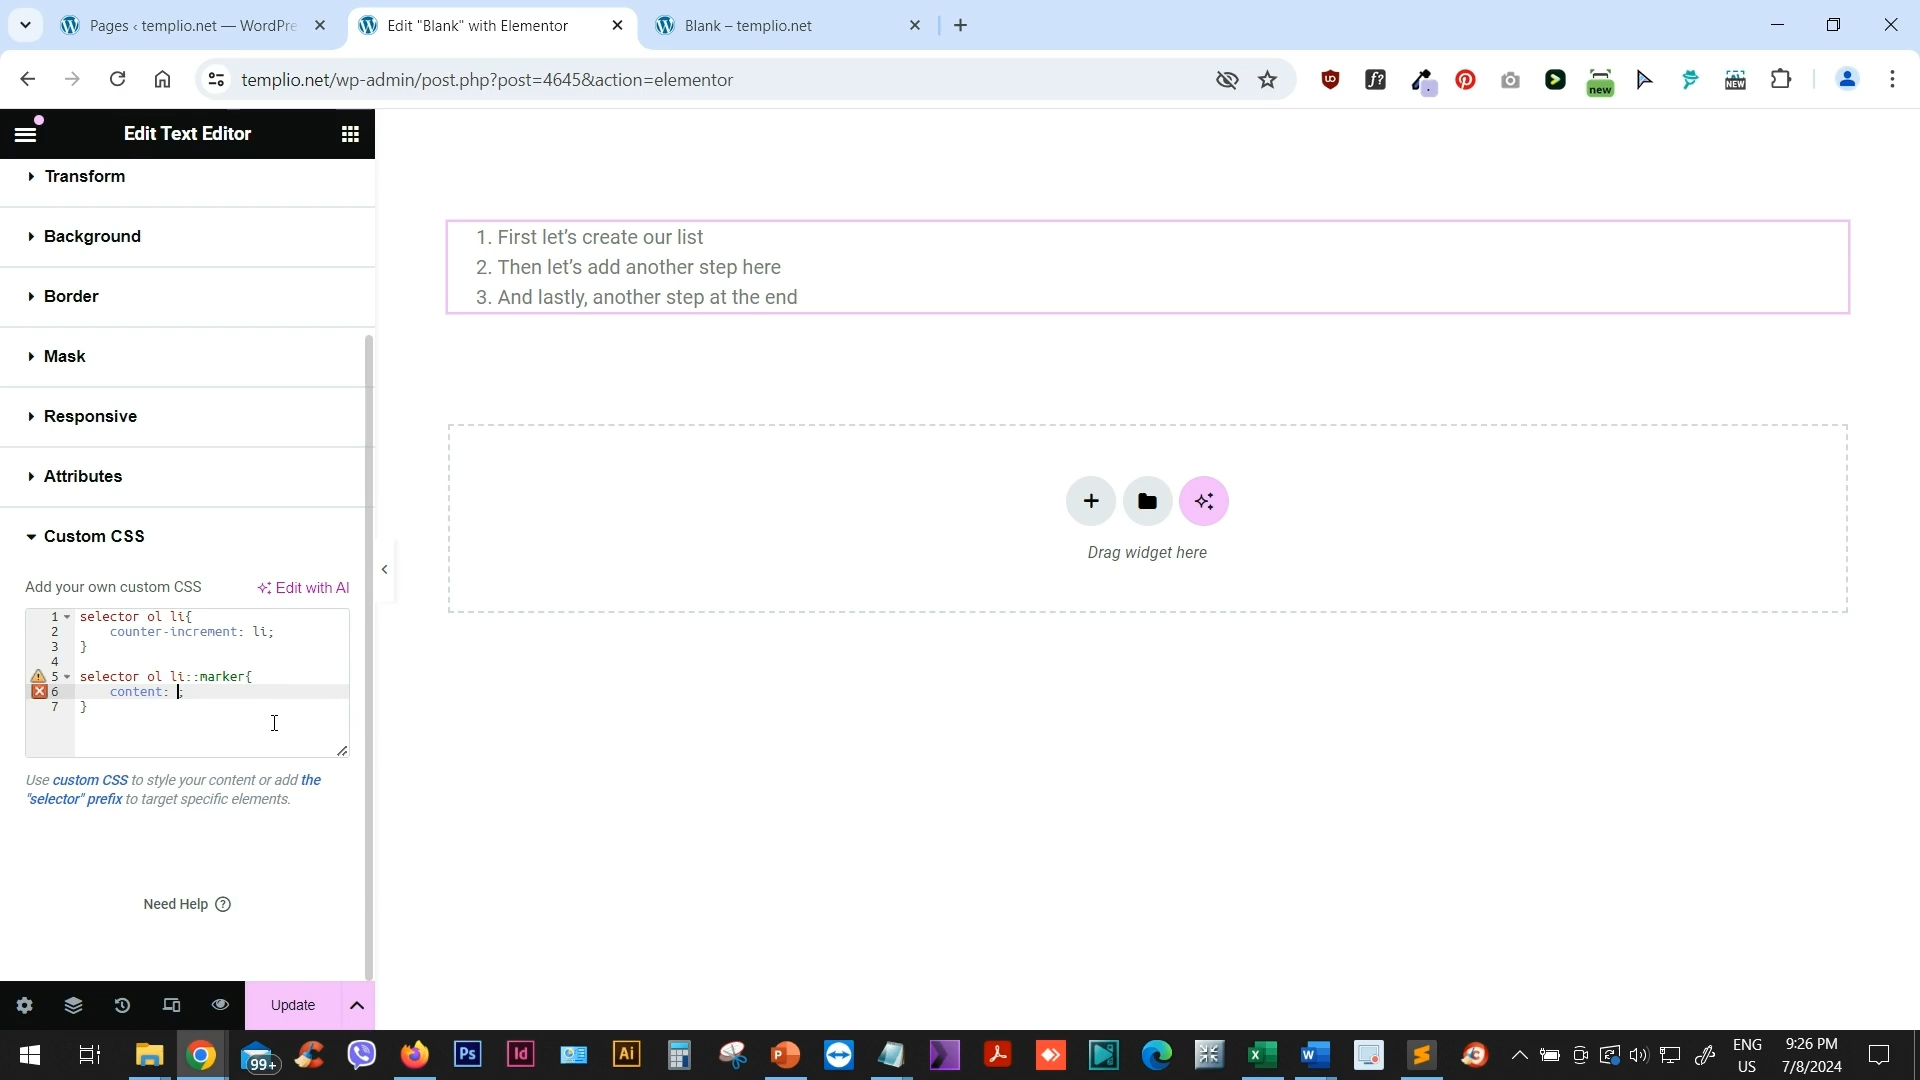 Pages ‹ templio.net — WordPre
Edit "Blank" with Elementor
Blank – templio.net
templio.net/wp-admin/post.php?post=4645&action=elementor
f?
new
NEW
Edit Text Editor
Transform
Background
Border
Mask
Responsive
Attributes
Custom CSS
Add your own custom CSS
Edit with AI
1 selector ol li{
2 counter-increment: li;
3 }
4
5 selector ol li::marker{
6 content: ;
7 }
Use custom CSS to style your content or add the
"selector" prefix to target specific elements.
Need Help ?
Update
1. First let’s create our list
2. Then let’s add another step here
3. And lastly, another step at the end
Drag widget here
99+
Ps
Id
Ai
ENG
US
9:26 PM
7/8/2024